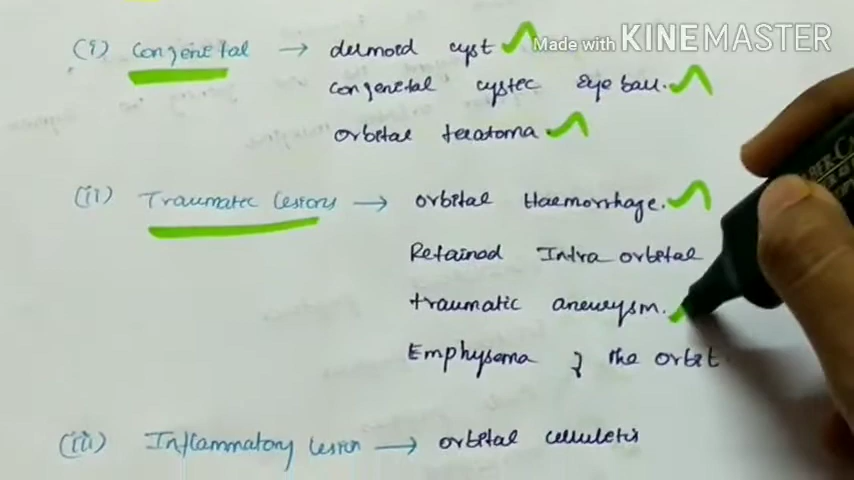 (i) Congenital → dermoid cyst
Made with KINEMASTER
congenital cystic Eye ball.
orbital teratoma
(ii) Traumatic lesions → orbital Haemorrhage.
Retained Intra orbital
traumatic aneurysm.
Emphysema of the orbit.
(iii) Inflammatory lesion → orbital cellulitis